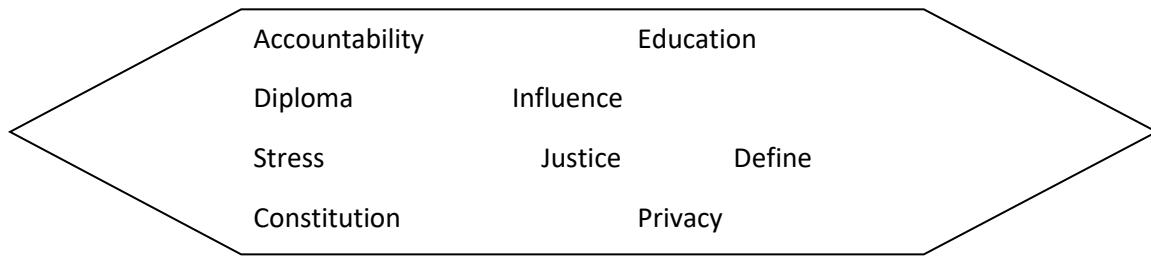 Accountability Education
Diploma Influence
Stress Justice Define
Constitution Privacy